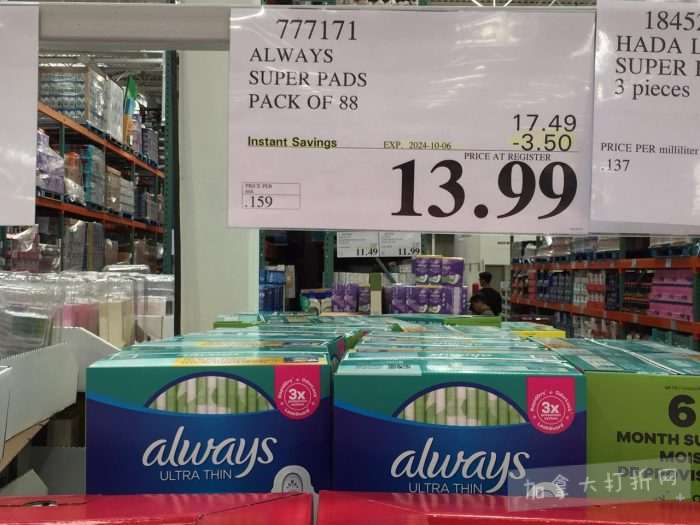 777171
ALWAYS
SUPER PADS
PACK OF 88
17.49
Instant Savings EXP. 2024-10-06 -3.50
PRICE AT REGISTER
13.99
PRICE PER
.159
HADA L
SUPER
3 pieces
PRICE PER milliliter
.137
11.49
11.99
3x
always
ULTRA THIN
3x
always
ULTRA THIN
6
MONTH SU
MOIS
加拿大打折网